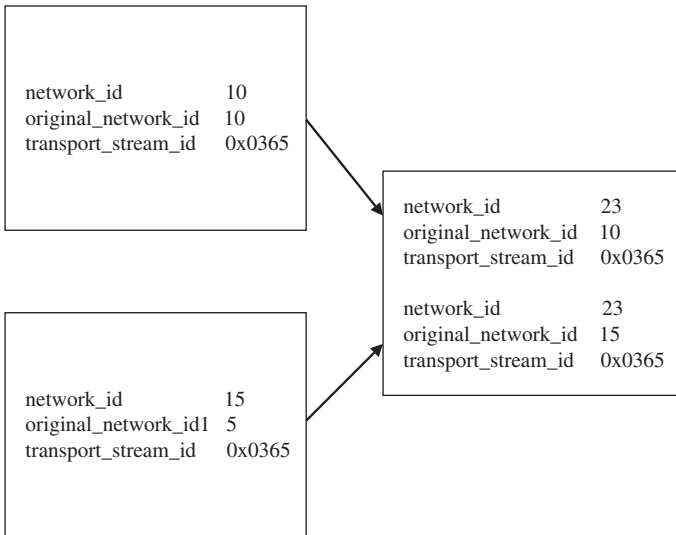 network_id 10
original_network_id 10
transport_stream_id 0x0365
network_id 15
original_network_id1 5
transport_stream_id 0x0365
network_id 23
original_network_id 10
transport_stream_id 0x0365
network_id 23
original_network_id 15
transport_stream_id 0x0365